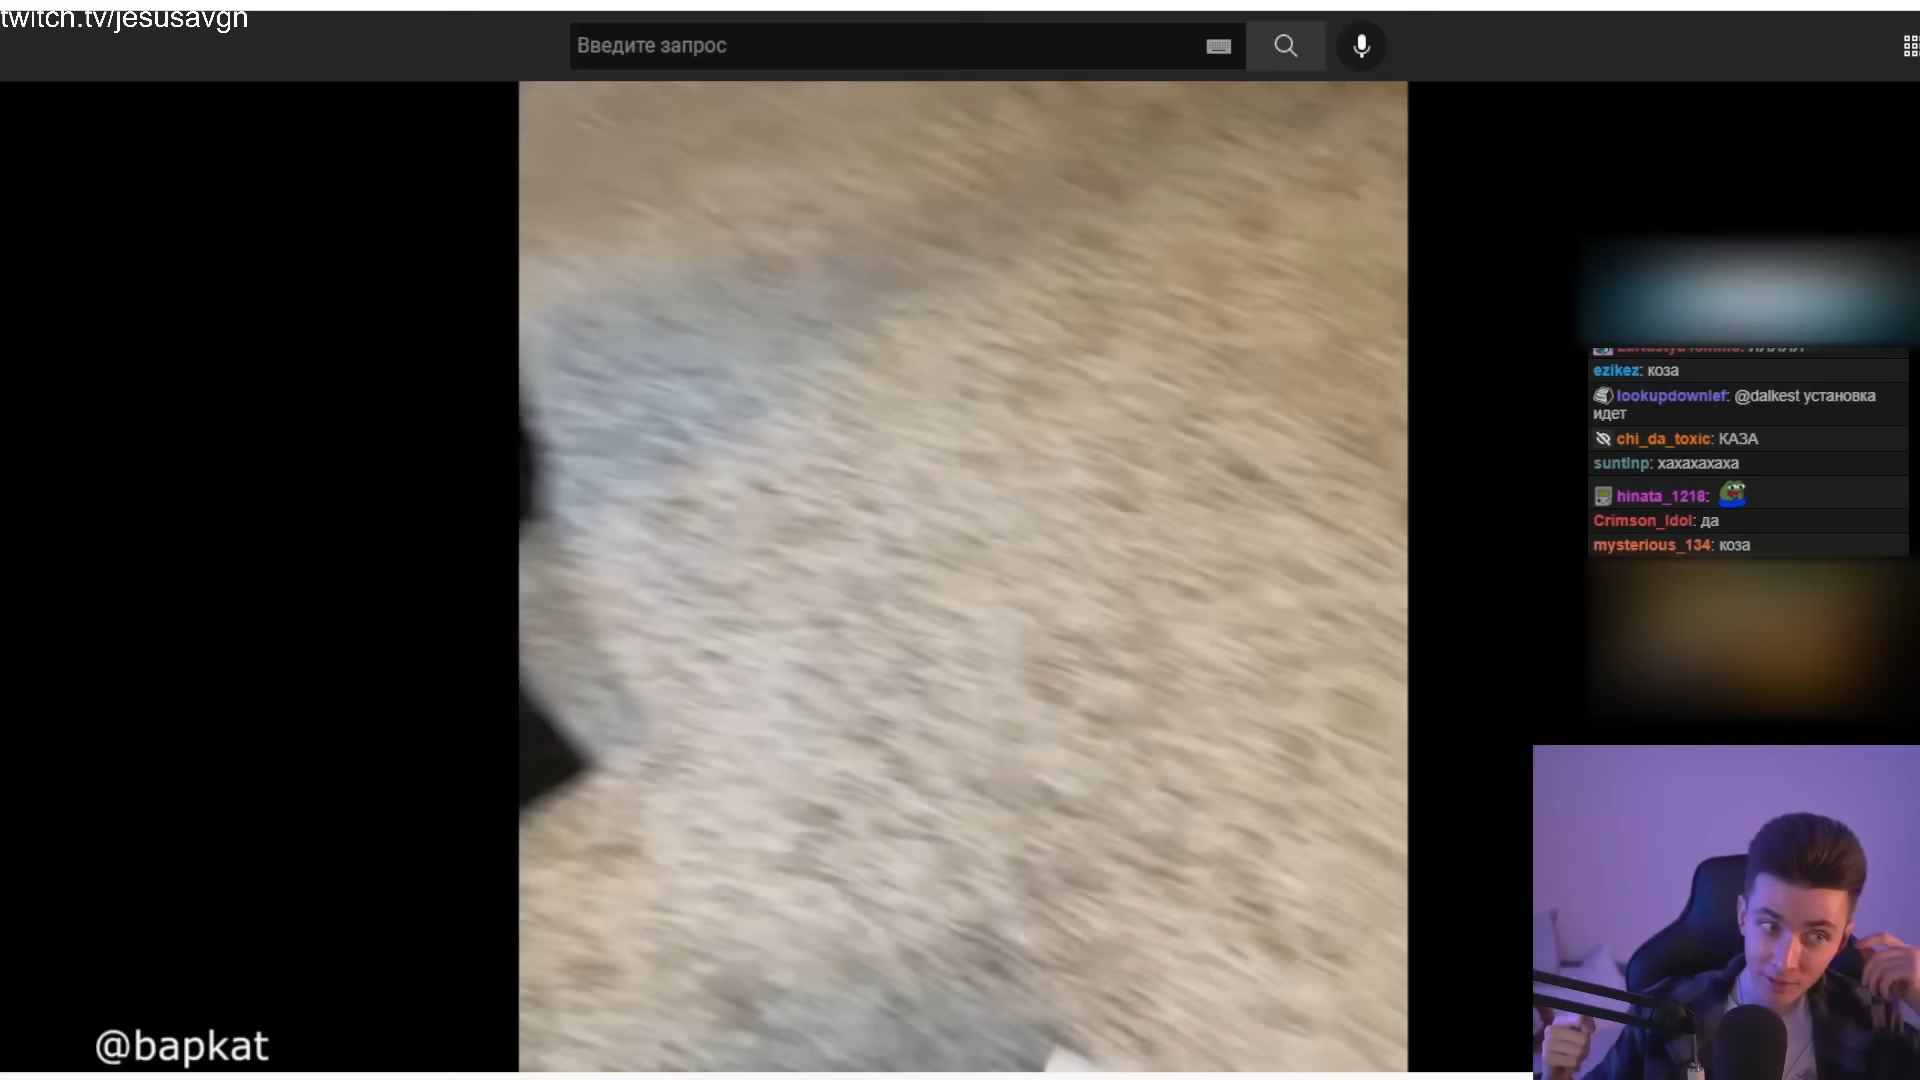 twitch.tv/jesusavgn
Введите запрос
ezikez: коза
lookupdownlef: @dalkest установка
идет
chi_da_toxic: КАЗА
suntlnp: хахахахаха
hinata_1218:
Crimson_Idol: да
mysterious_134: коза
@bapkat